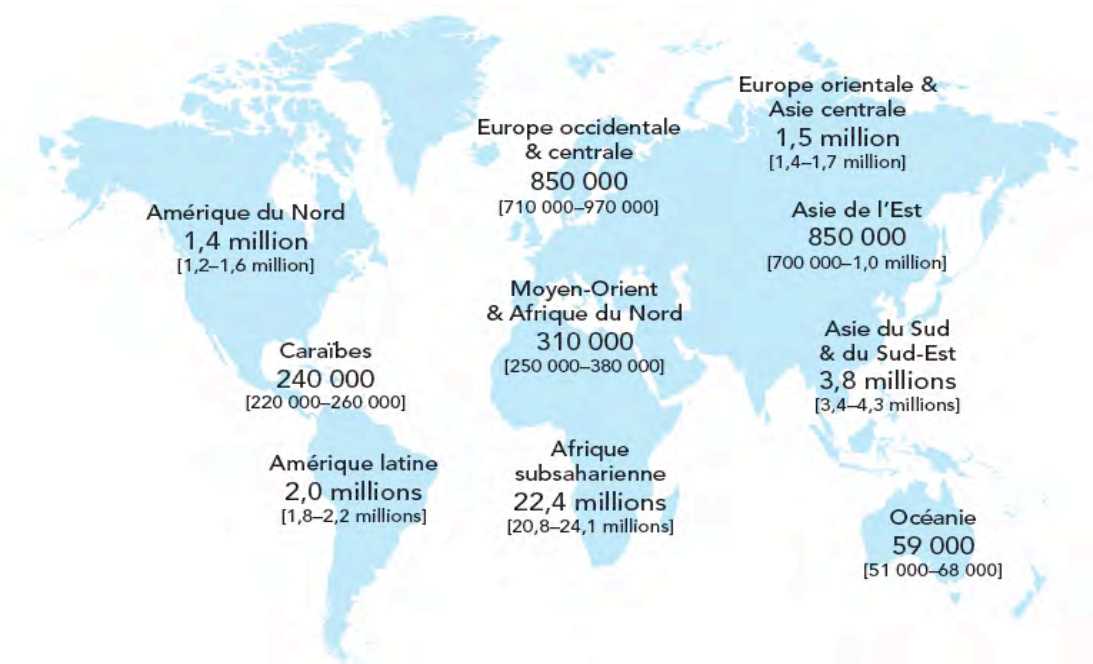 Europe orientale &
Asie centrale
1,5 million
[1,4–1,7 million]
Europe occidentale
& centrale
850 000
[710 000–970 000]
Amérique du Nord
1,4 million
[1,2–1,6 million]
Asie de l'Est
850 000
[700 000–1,0 million]
Moyen-Orient
& Afrique du Nord
310 000
[250 000–380 000]
Caraïbes
240 000
[220 000–260 000]
Asie du Sud
& du Sud-Est
3,8 millions
[3,4–4,3 millions]
Amérique latine
2,0 millions
[1,8–2,2 millions]
Afrique
subsaharienne
22,4 millions
[20,8–24,1 millions]
Océanie
59 000
[51 000–68 000]